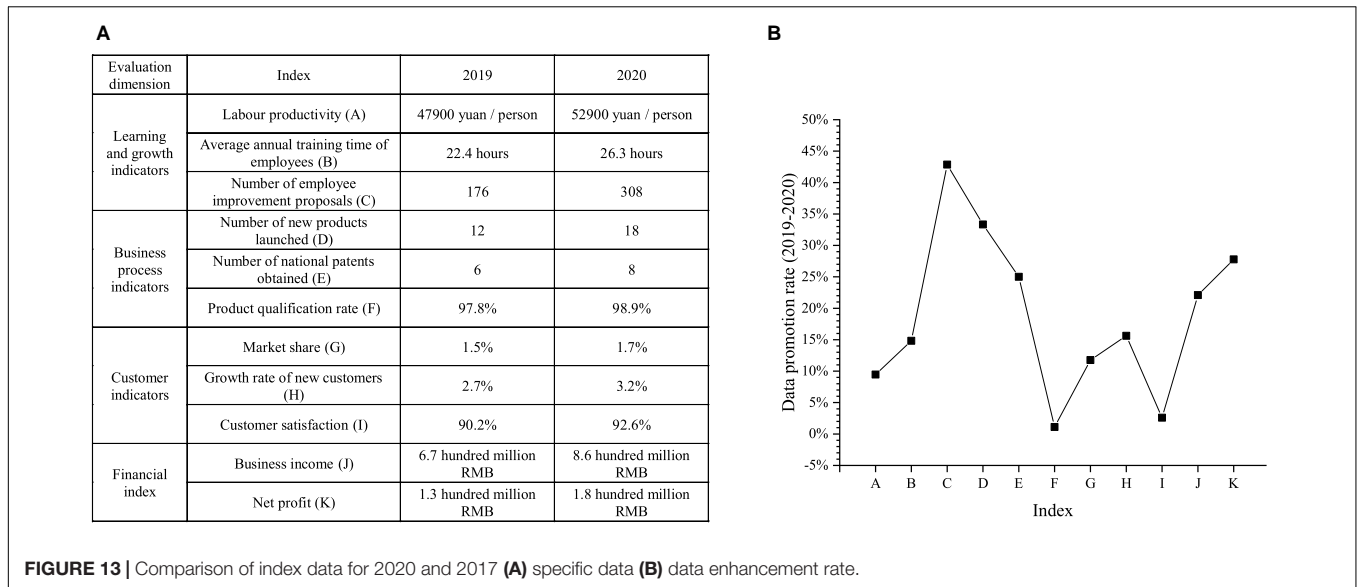 A
Evaluation dimension | Index | 2019 | 2020
Learning and growth indicators | Labour productivity (A) | 47900 yuan / person | 52900 yuan / person
Average annual training time of employees (B) | 22.4 hours | 26.3 hours
Number of employee improvement proposals (C) | 176 | 308
Business process indicators | Number of new products launched (D) | 12 | 18
Number of national patents obtained (E) | 6 | 8
Product qualification rate (F) | 97.8% | 98.9%
Customer indicators | Market share (G) | 1.5% | 1.7%
Growth rate of new customers (H) | 2.7% | 3.2%
Customer satisfaction (I) | 90.2% | 92.6%
Financial index | Business income (J) | 6.7 hundred million RMB | 8.6 hundred million RMB
Net profit (K) | 1.3 hundred million RMB | 1.8 hundred million RMB
B
Data promotion rate (2019-2020)
50%
45%
40%
35%
30%
25%
20%
15%
10%
5%
0%
-5%
A B C D E F G H I J K
Index
FIGURE 13 | Comparison of index data for 2020 and 2017 (A) specific data (B) data enhancement rate.